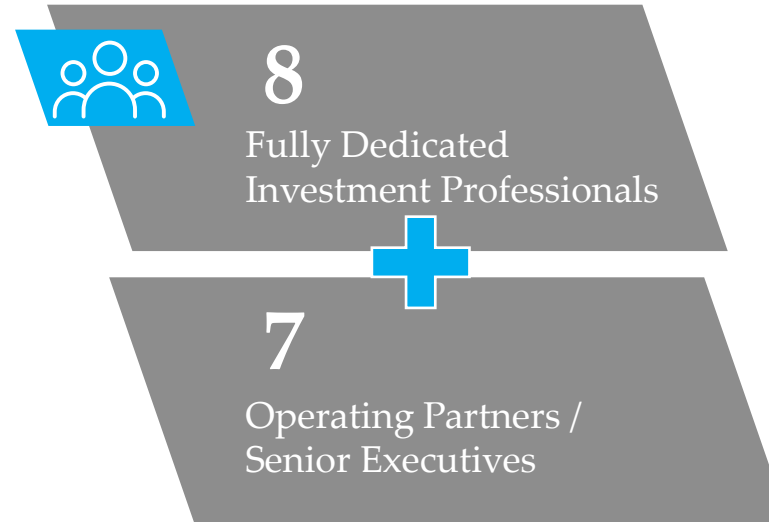 8
Fully Dedicated
Investment Professionals
7
Operating Partners /
Senior Executives